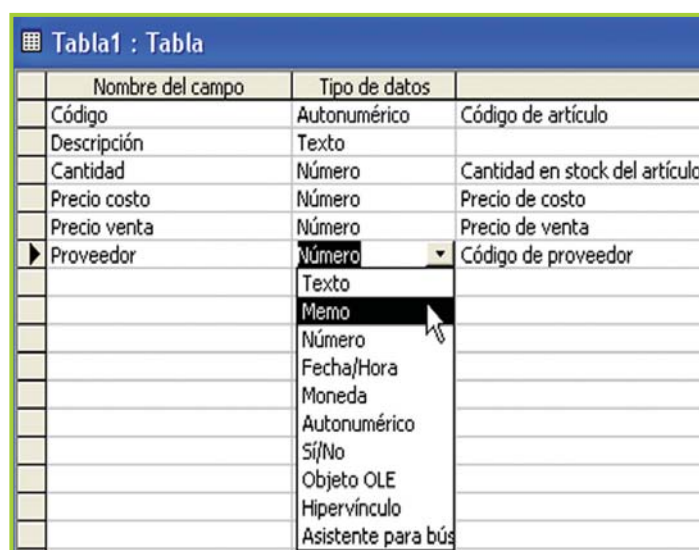 Tabla1 : Tabla
Nombre del campo Tipo de datos
Código Autonumérico Código de artículo
Descripción Texto
Cantidad Número Cantidad en stock del artículo
Precio costo Número Precio de costo
Precio venta Número Precio de venta
Proveedor Número Código de proveedor
Texto
Memo
Número
Fecha/Hora
Moneda
Autonumérico
Sí/No
Objeto OLE
Hipervínculo
Asistente para bús